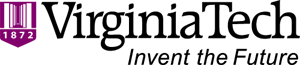 1872
VirginiaTech
Invent the Future